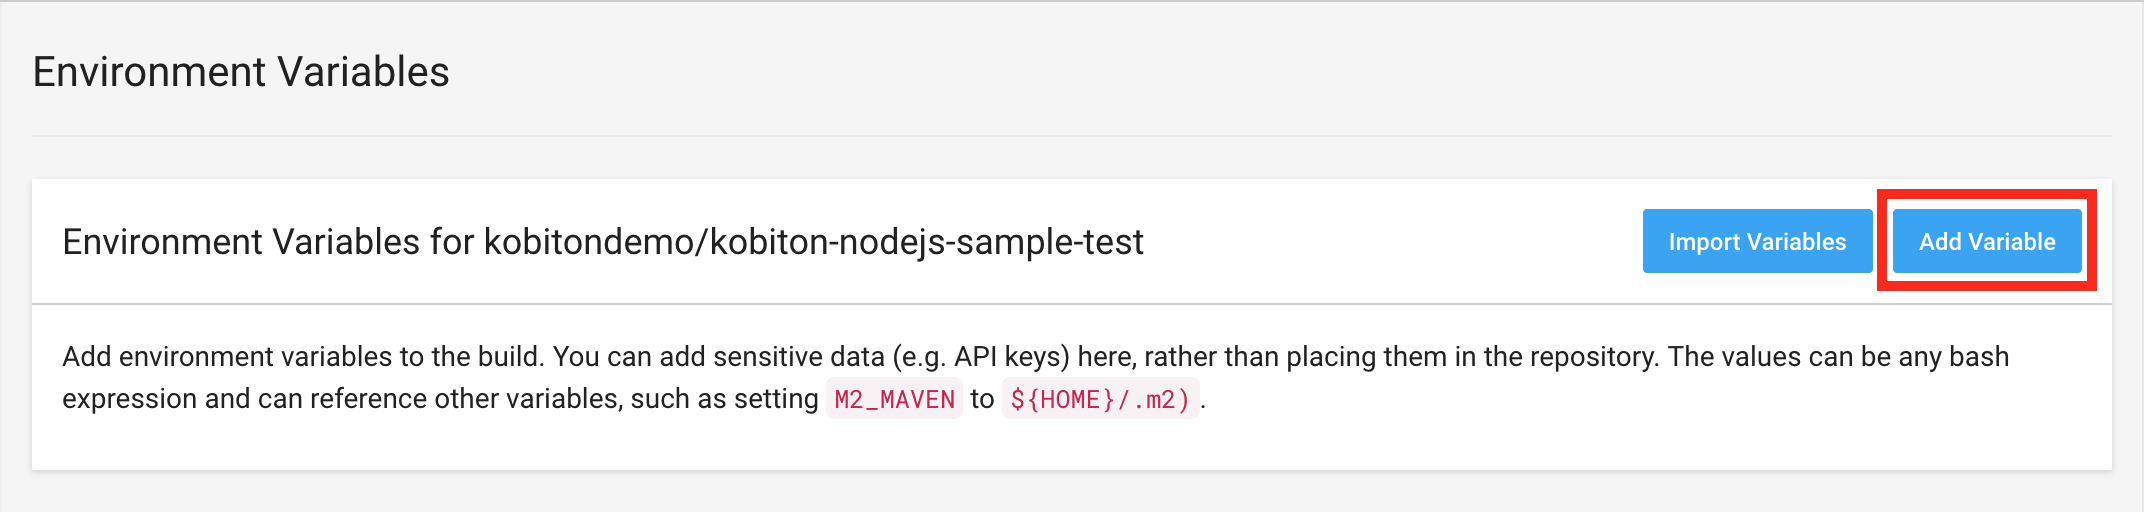 Environment Variables
Environment Variables for kobitondemo/kobiton-nodejs-sample-test
Import Variables
Add Variable
Add environment variables to the build. You can add sensitive data (e.g. API keys) here, rather than placing them in the repository. The values can be any bash
expression and can reference other variables, such as setting M2_MAVEN to ${HOME}/.m2).